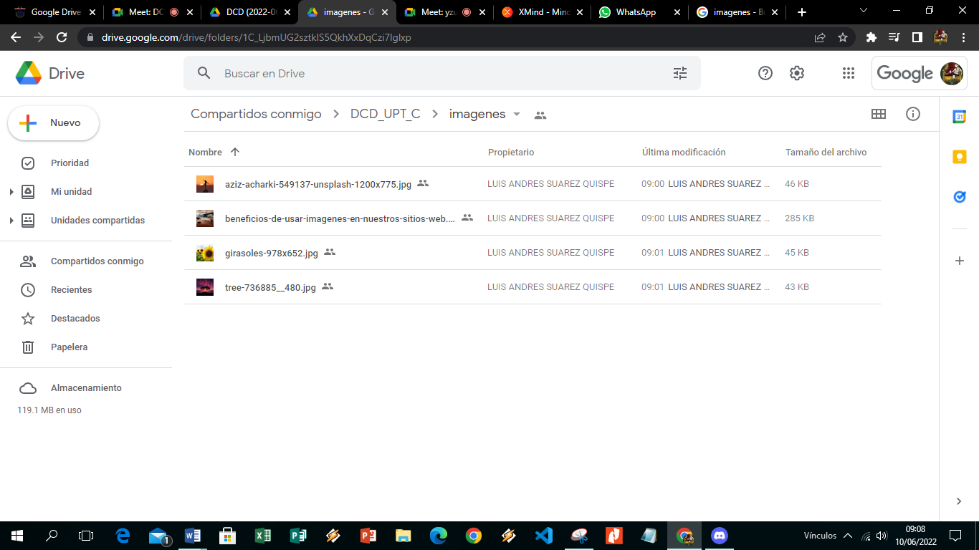 Google Drive
Meet: DC
DCD (2022-0
imagenes - G
Meet: yz
XMind - Mind
WhatsApp
imagenes - B
drive.google.com/drive/folders/
Drive
Buscar en Drive
Google
Nuevo
Compartidos conmigo > DCD_UPT_C > imagenes
Nombre Propietario Última modificación Tamaño del archivo
Prioridad
Mi unidad
Unidades compartidas
Compartidos conmigo
Recientes
Destacados
Papelera
Almacenamiento
119.1 MB en uso
aziz-acharki-549137-unsplash-1200x775.jpg LUIS ANDRES SUAREZ QUISPE 09:00 LUIS ANDRES SUAREZ ... 46 KB
beneficios-de-usar-imagenes-en-nuestros-sitios-web.... LUIS ANDRES SUAREZ QUISPE 09:00 LUIS ANDRES SUAREZ ... 285 KB
girasoles-978x652.jpg LUIS ANDRES SUAREZ QUISPE 09:01 LUIS ANDRES SUAREZ ... 45 KB
tree-736885__480.jpg LUIS ANDRES SUAREZ QUISPE 09:01 LUIS ANDRES SUAREZ ... 43 KB
Vínculos
09:08
10/06/2022